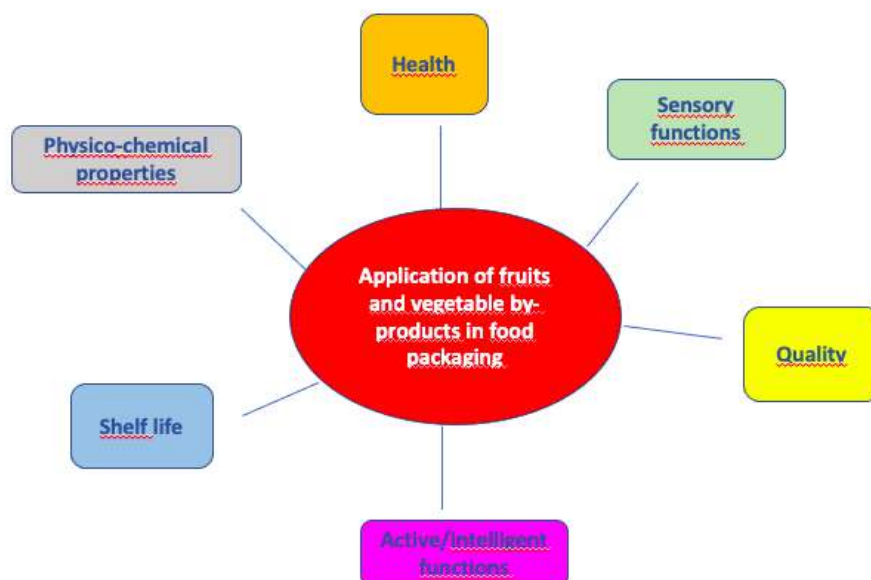 Health
Sensory
functions
Physico-chemical
properties
Application of fruits
and vegetable by-
products in food
packaging
Quality
Shelf life
Active/intelligent
functions